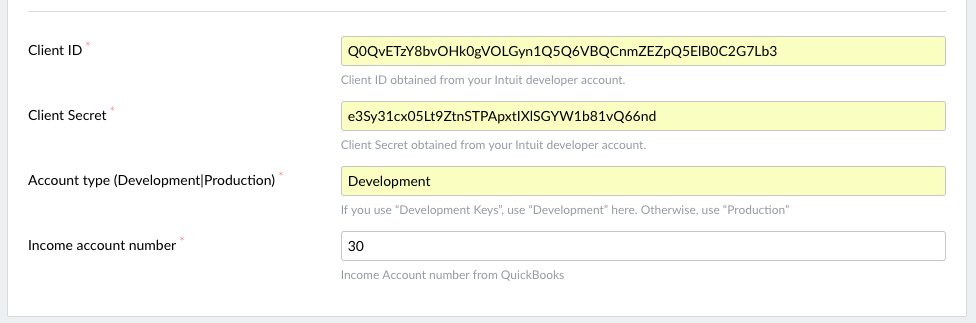 Client ID *
Q0QvETzY8bvOHk0gVOLGyn1Q5Q6VBQCnmZEZpQ5ElB0C2G7Lb3
Client ID obtained from your Intuit developer account.
Client Secret *
e3Sy31cx05Lt9ZtnSTPApxtIXlSGYW1b81vQ66nd
Client Secret obtained from your Intuit developer account.
Account type (Development|Production) *
Development
If you use “Development Keys”, use “Development” here. Otherwise, use “Production”
Income account number *
30
Income Account number from QuickBooks